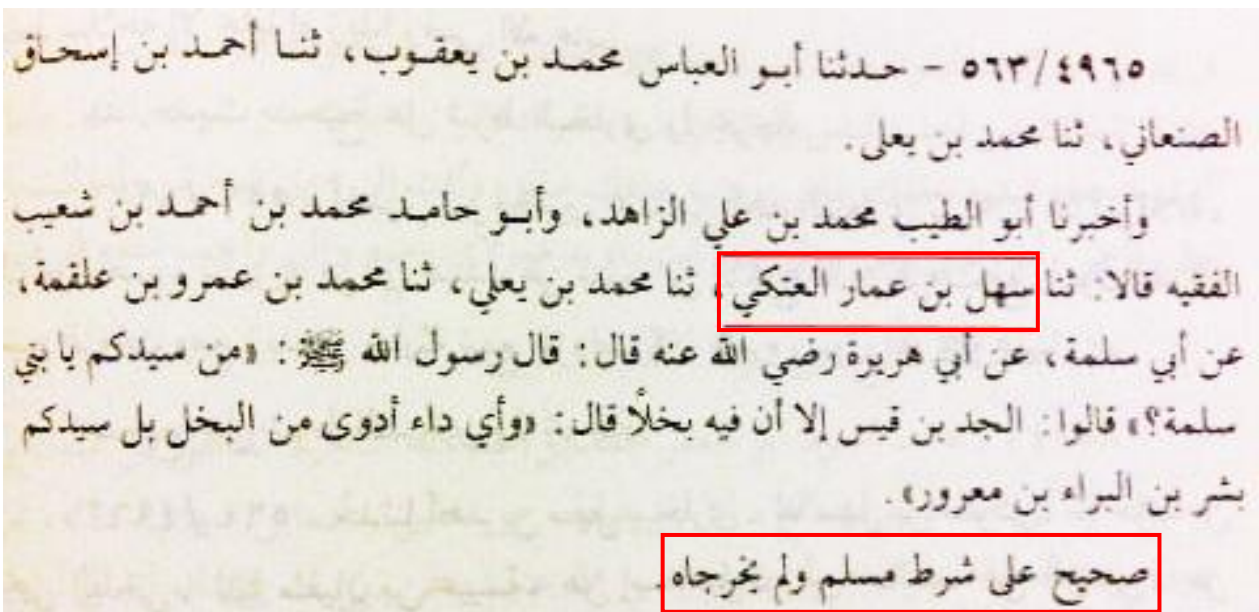 ٥٦٣/٤٩٦٥ - حدثنا أبو العباس محمد بن يعقوب، ثنا أحمد بن إسحاق
الصنعاني، ثنا محمد بن يعلى.
وأخبرنا أبو الطيب محمد بن علي الزاهد، وأبو حامد محمد بن أحمد بن شعيب
الفقيه قالا: ثنا سهل بن عمار العتكي، ثنا محمد بن يعلي، ثنا محمد بن عمرو بن علقمة،
عن أبي سلمة، عن أبي هريرة رضي الله عنه قال: قال رسول الله ﷺ: «من سيدكم يا بني
سلمة؟» قالوا: الجد بن قيس إلا أن فيه بخلًا قال: «وأي داء أدوى من البخل بل سيدكم
بشر بن البراء بن معرور».
صحيح على شرط مسلم ولم يخرجاه